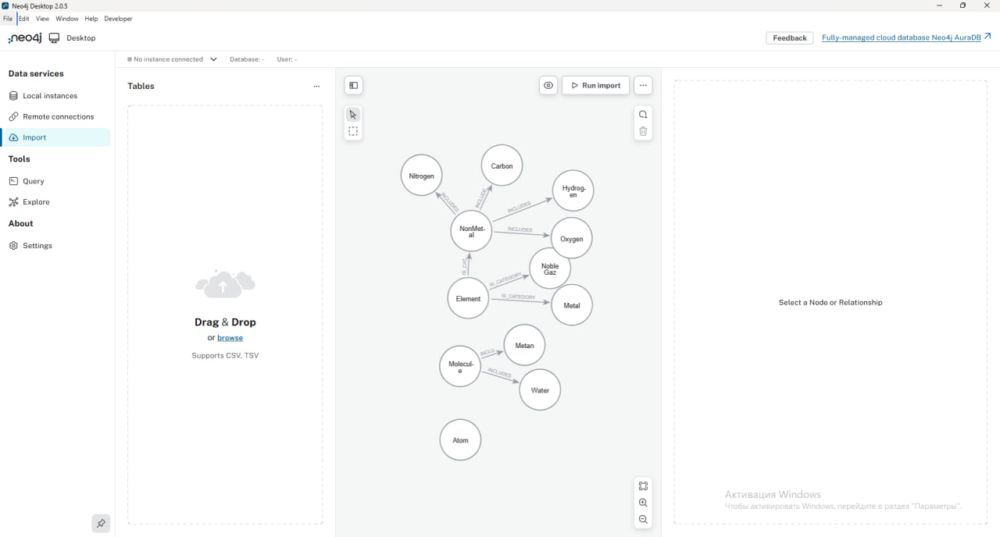 Neo4j Desktop 2.0.5
File Edit View Window Help Developer
:neo4j Desktop
Feedback
Fully-managed cloud database Neo4j AuraDB
No instance connected Database: - User: -
Data services
Local instances
Remote connections
Import
Tools
Query
Explore
About
Settings
Tables
...
Drag & Drop
or browse
Supports CSV, TSV
Run import
...
Nitrogen
Carbon
Hydrog-
en
INCLUDES
INCLUDE
INCLUDES
NonMet-
al
INCLUDES
Oxygen
IS_CAT
Noble
Gaz
IS_CATEGORY
Element
IS_CATEGORY
Metal
Metan
INCLU
Molecul-
e
INCLUDES
Water
Atom
Select a Node or Relationship
Активация Windows
Чтобы активировать Windows, перейдите в раздел "Параметры".